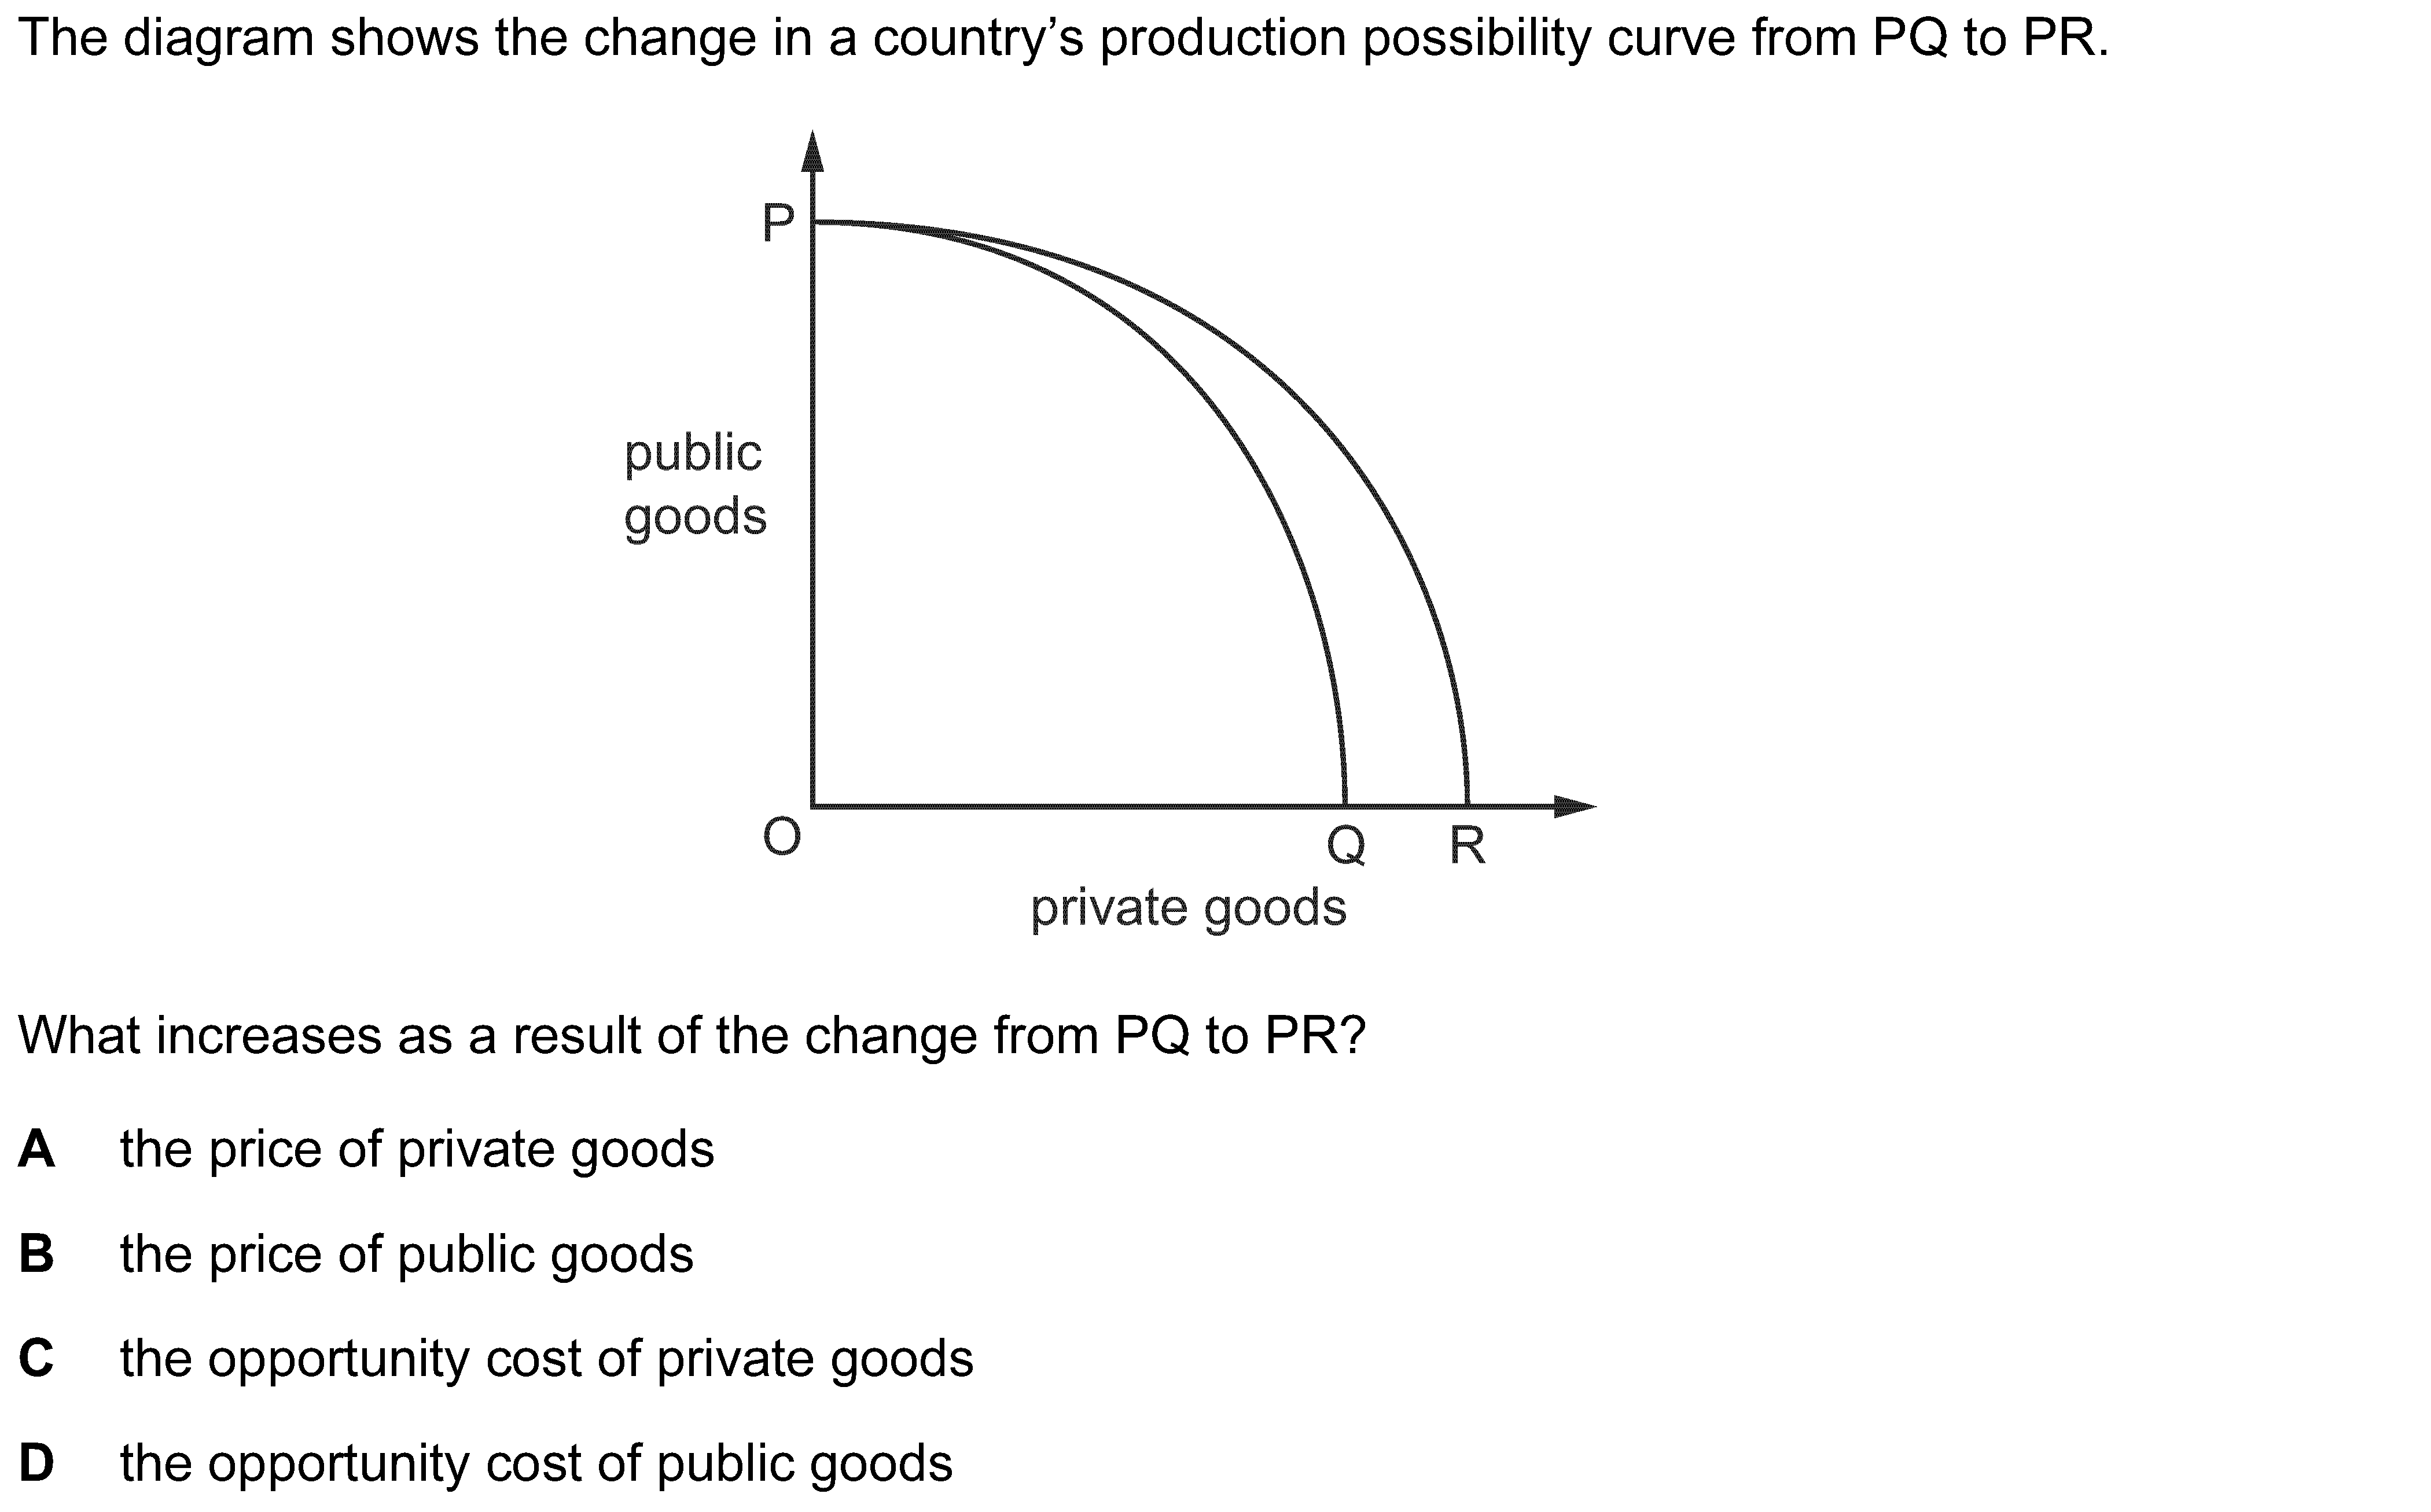 The diagram shows the change in a country’s production possibility curve from PQ to PR.
P
public
goods
O
Q
R
private goods
What increases as a result of the change from PQ to PR?
A the price of private goods
B the price of public goods
C the opportunity cost of private goods
D the opportunity cost of public goods